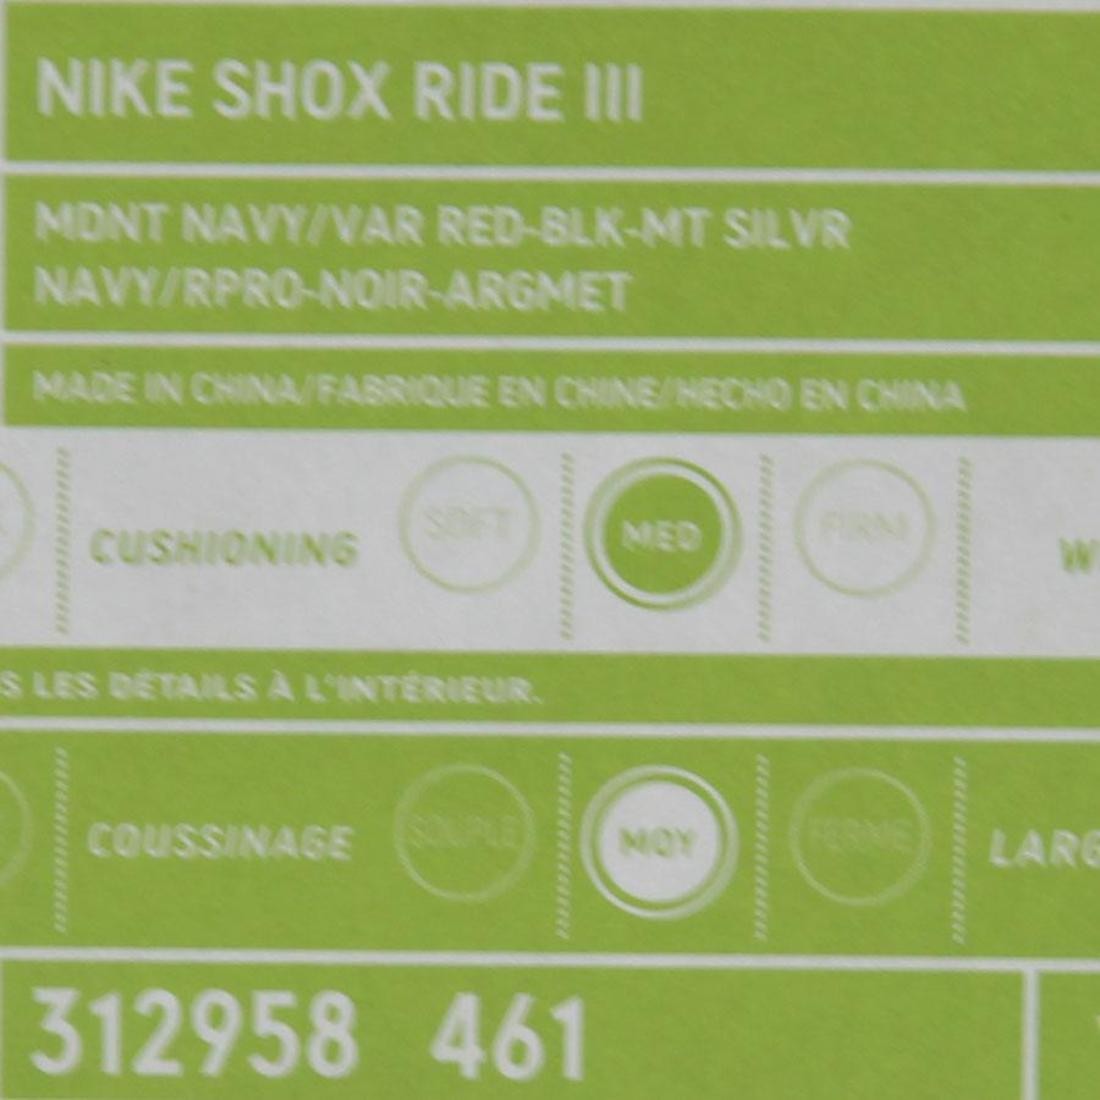 NIKE SHOX RIDE III
MDNT NAVY/VAR RED-BLK-MT SILVR
NAVY/RPRO-NOIR-ARGMET
MADE IN CHINA/FABRIQUE EN CHINE/HECHO EN CHINA
CUSHIONING SOFT MED FIRM
LES DÉTAILS À L'INTÉRIEUR.
COUSSINAGE SOUPLE MOY FERME
312958 461